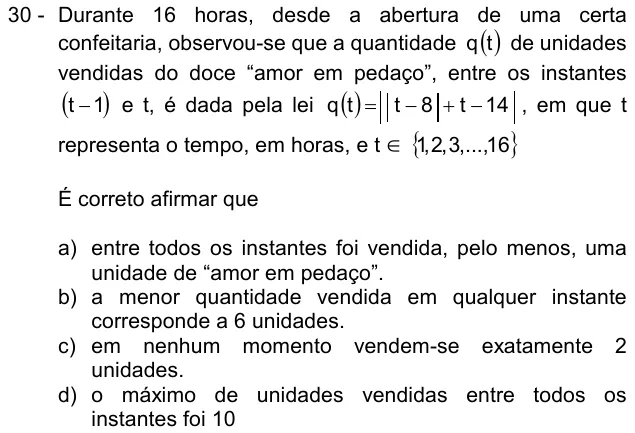 30 - Durante 16 horas, desde a abertura de uma certa
confeitaria, observou-se que a quantidade q(t) de unidades
vendidas do doce “amor em pedaço”, entre os instantes
(t – 1) e t, é dada pela lei q(t)=||t – 8|+ t – 14|, em que t
representa o tempo, em horas, e t ∈ {1,2,3,...,16}
É correto afirmar que
a) entre todos os instantes foi vendida, pelo menos, uma
unidade de “amor em pedaço”.
b) a menor quantidade vendida em qualquer instante
corresponde a 6 unidades.
c) em nenhum momento vendem-se exatamente 2
unidades.
d) o máximo de unidades vendidas entre todos os
instantes foi 10